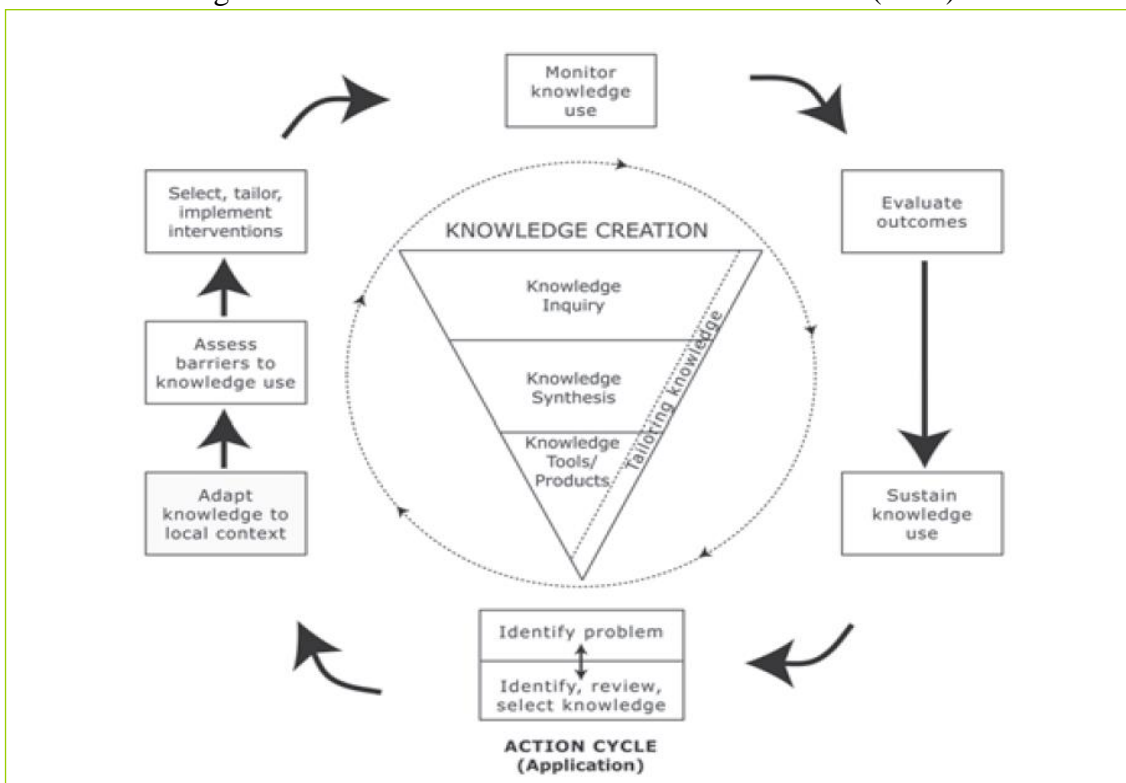 Monitor
knowledge
use
Select, tailor,
implement
interventions
Evaluate
outcomes
KNOWLEDGE CREATION
Knowledge
Inquiry
Assess
barriers to
knowledge use
Knowledge
Synthesis
Tailoring knowledge
Knowledge
Tools/
Products
Adapt
knowledge to
local context
Sustain
knowledge
use
Identify problem
Identify, review,
select knowledge
ACTION CYCLE
(Application)